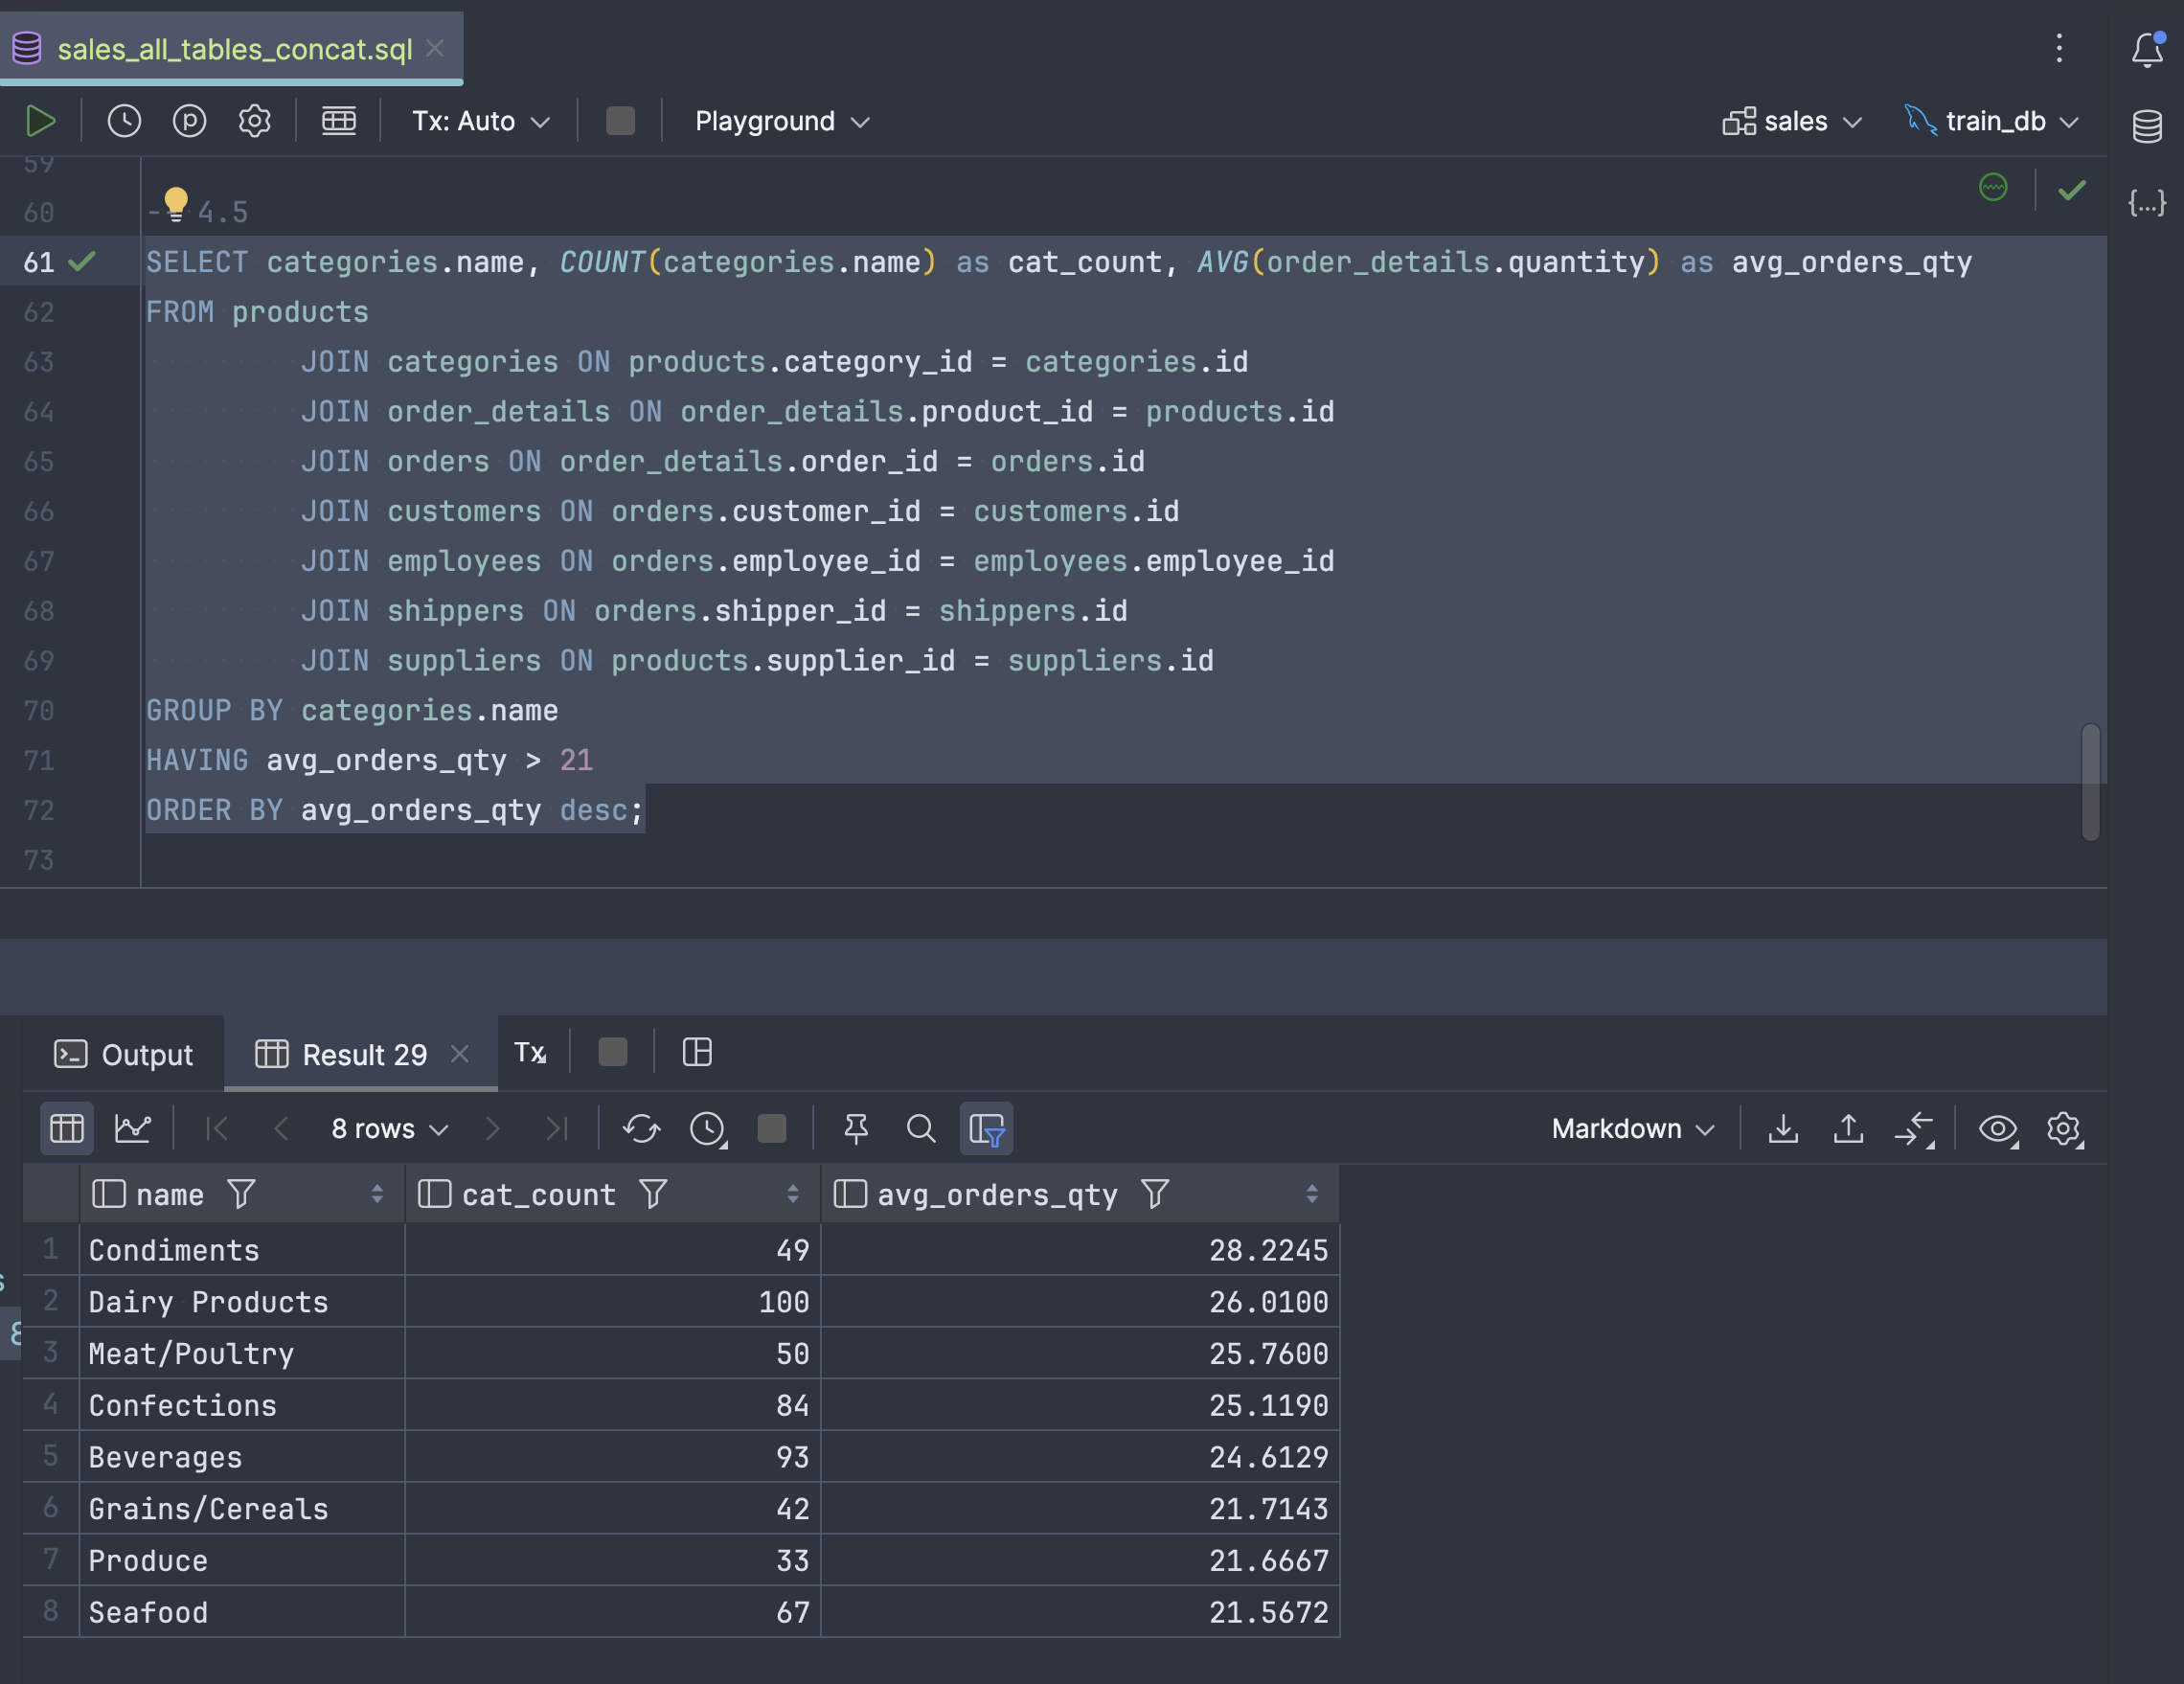 sales_all_tables_concat.sql
Tx: Auto Playground sales train_db
59
60 -- 4.5
61 SELECT categories.name, COUNT(categories.name) as cat_count, AVG(order_details.quantity) as avg_orders_qty
62 FROM products
63 JOIN categories ON products.category_id = categories.id
64 JOIN order_details ON order_details.product_id = products.id
65 JOIN orders ON order_details.order_id = orders.id
66 JOIN customers ON orders.customer_id = customers.id
67 JOIN employees ON orders.employee_id = employees.employee_id
68 JOIN shippers ON orders.shipper_id = shippers.id
69 JOIN suppliers ON products.supplier_id = suppliers.id
70 GROUP BY categories.name
71 HAVING avg_orders_qty > 21
72 ORDER BY avg_orders_qty desc;
73
Output Result 29 Tx
8 rows Markdown
name cat_count avg_orders_qty
1 Condiments 49 28.2245
2 Dairy Products 100 26.0100
3 Meat/Poultry 50 25.7600
4 Confections 84 25.1190
5 Beverages 93 24.6129
6 Grains/Cereals 42 21.7143
7 Produce 33 21.6667
8 Seafood 67 21.5672